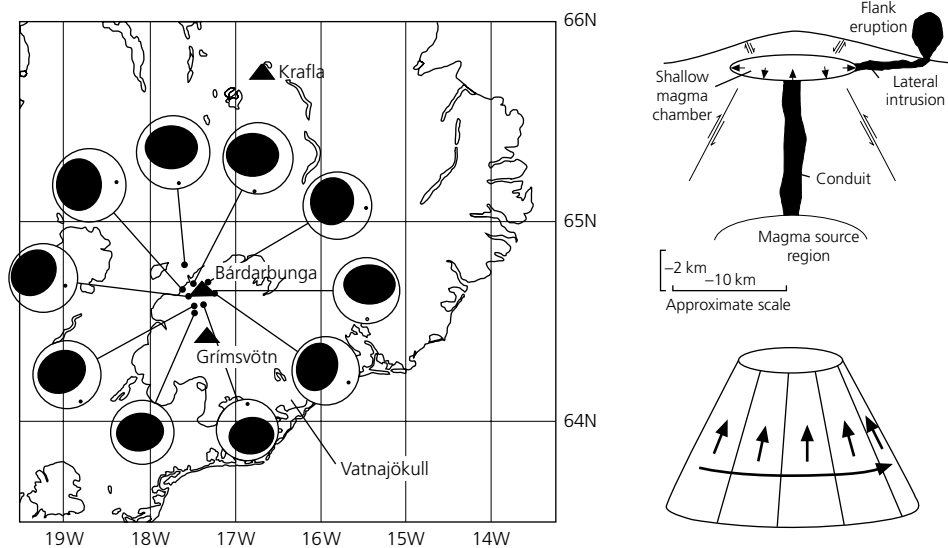 66N
Krafla
65N
Bárdarbunga
Grímsvötn
64N
Vatnajökull
19W
18W
17W
16W
15W
14W
Flank
eruption
Shallow
magma
chamber
Lateral
intrusion
Conduit
Magma source
region
–2 km
–10 km
Approximate scale